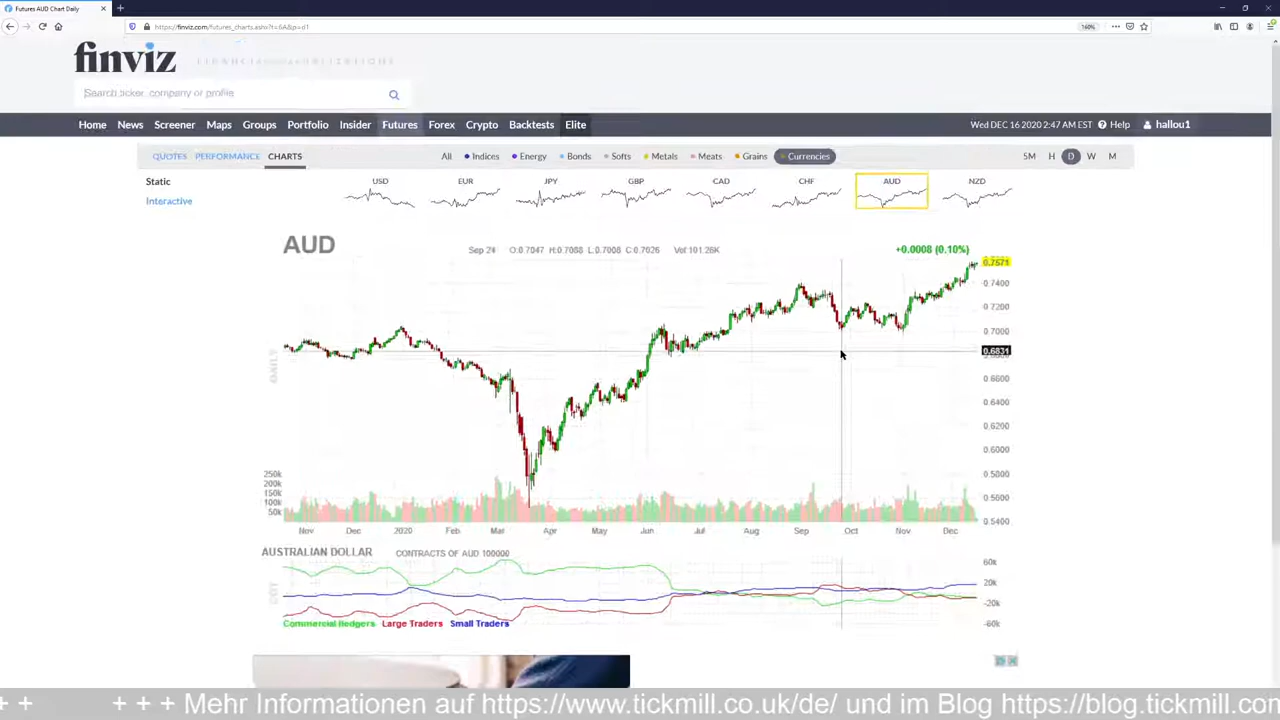 Futures AUD Chart Daily
https://finviz.com/futures_charts.ashx?t=6A&p=d1
160%
finviz
Search ticker, company or profile
Home News Screener Maps Groups Portfolio Insider Futures Forex Crypto Backtests Elite
Wed DEC 16 2020 2:47 AM EST Help hallou1
QUOTES PERFORMANCE CHARTS
All Indices Energy Bonds Softs Metals Meats Grains Currencies
5M H D W M
Static
Interactive
USD EUR JPY GBP CAD CHF AUD NZD
AUD
Sep 24 O:0.7047 H:0.7088 L:0.7008 C:0.7026 Vol:101.26K
+0.0008 (0.10%)
0.7571
0.7400
0.7200
0.7000
0.6831
0.6600
0.6400
0.6200
0.6000
0.5800
0.5600
0.5400
DAILY
250k
200k
150k
100k
50k
Nov Dec 2020 Feb Mar Apr May Jun Jul Aug Sep Oct Nov Dec
AUSTRALIAN DOLLAR CONTRACTS OF AUD 100000
COT
60k
20k
-20k
-60k
Commercial Hedgers Large Traders Small Traders
+ + + + + Mehr Informationen auf https://www.tickmill.co.uk/de/ und im Blog https://blog.tickmill.con